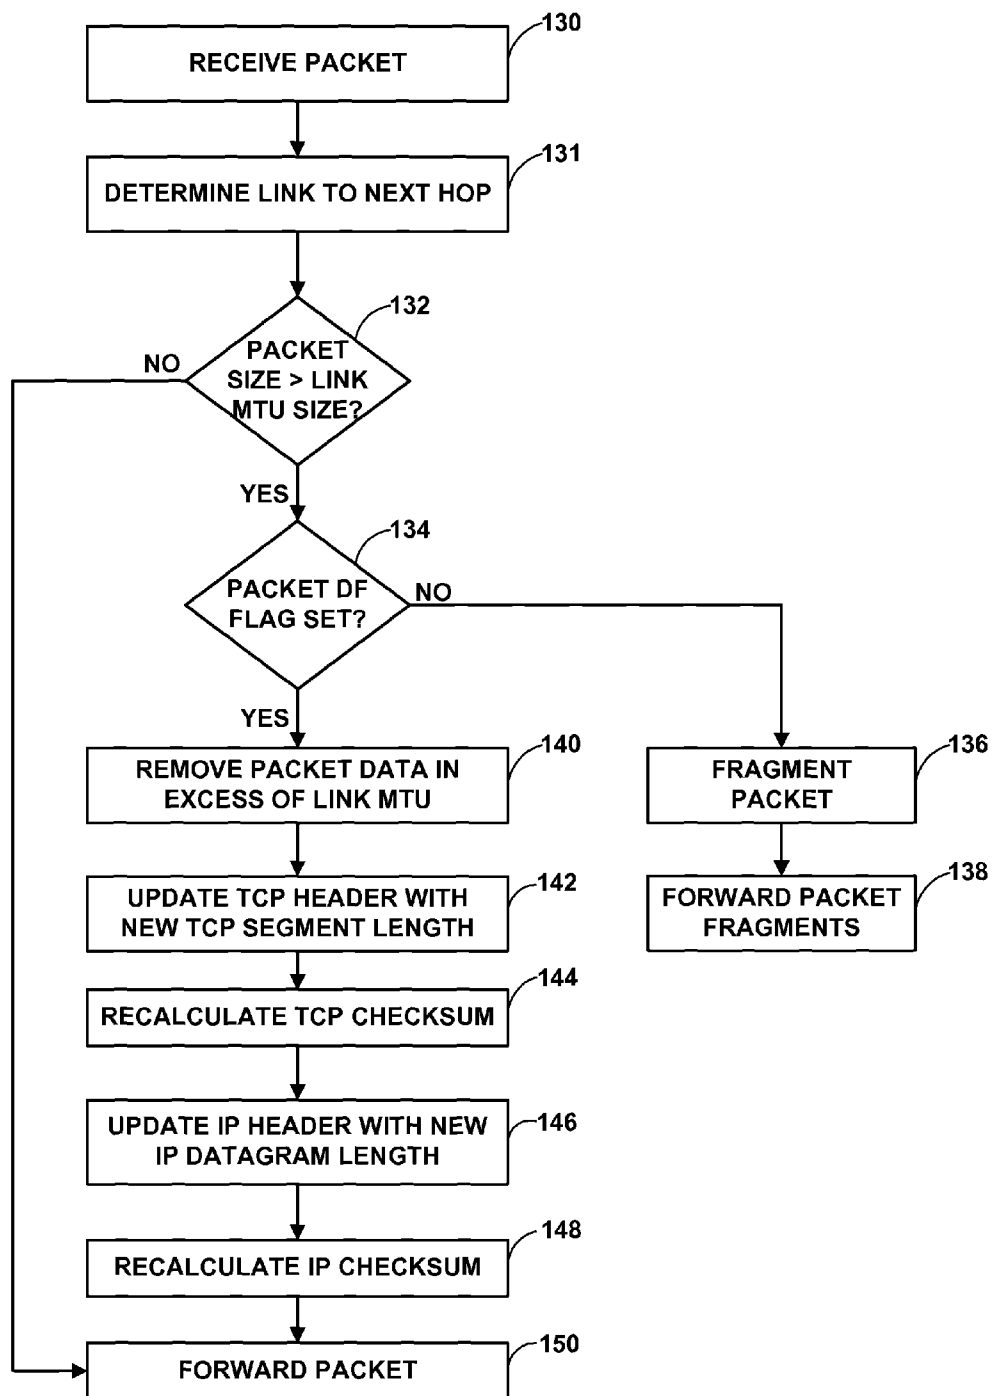 130
RECEIVE PACKET
131
DETERMINE LINK TO NEXT HOP
132
PACKET
SIZE > LINK
MTU SIZE?
NO
YES
134
PACKET DF
FLAG SET?
NO
YES
140
REMOVE PACKET DATA IN
EXCESS OF LINK MTU
136
FRAGMENT
PACKET
142
UPDATE TCP HEADER WITH
NEW TCP SEGMENT LENGTH
138
FORWARD PACKET
FRAGMENTS
144
RECALCULATE TCP CHECKSUM
146
UPDATE IP HEADER WITH NEW
IP DATAGRAM LENGTH
148
RECALCULATE IP CHECKSUM
150
FORWARD PACKET